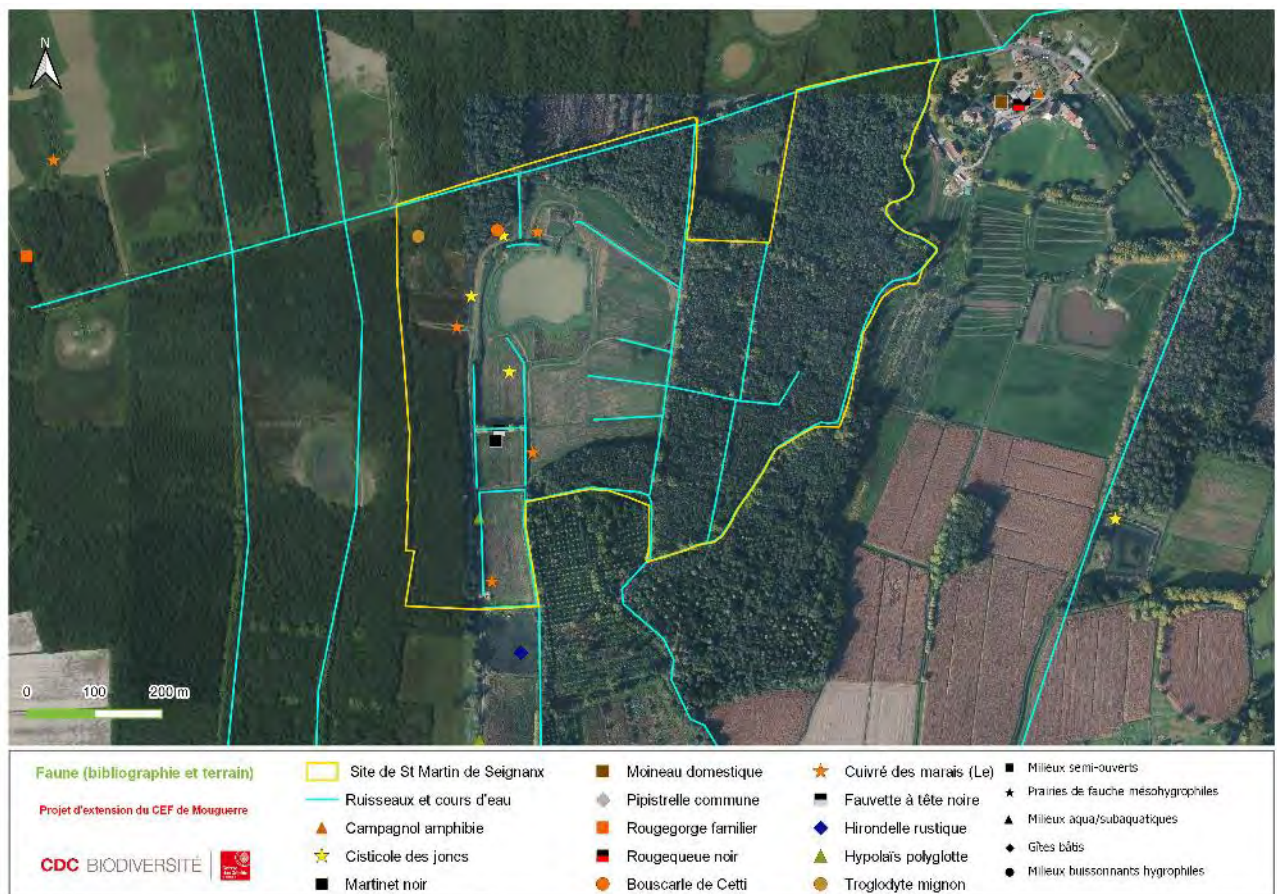 N
0 100 200 m
Faune (bibliographie et terrain)
Projet d'extension du CEF de Mouguerre
CDC BIODIVERSITÉ
Site de St Martin de Seignanx
Ruisseaux et cours d'eau
Campagnol amphibie
Cisticole des joncs
Martinet noir
Moineau domestique
Pipistrelle commune
Rougegorge familier
Rougequeue noir
Bouscarle de Cetti
Cuivré des marais (Le)
Fauvette à tête noire
Hirondelle rustique
Hypolaïs polyglotte
Troglodyte mignon
Milieux semi-ouverts
Prairies de fauche mésohygrophiles
Milieux aqua/subaquatiques
Gîtes bâtis
Milieux buissonnants hygrophiles